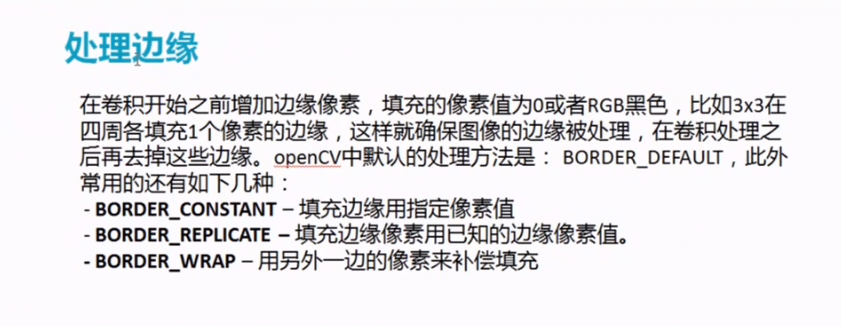 处理边缘
在卷积开始之前增加边缘像素，填充的像素值为0或者RGB黑色，比如3x3在
四周各填充1个像素的边缘，这样就确保图像的边缘被处理，在卷积处理之
后再去掉这些边缘。openCV中默认的处理方法是： BORDER_DEFAULT，此外
常用的还有如下几种：
- BORDER_CONSTANT – 填充边缘用指定像素值
- BORDER_REPLICATE – 填充边缘像素用已知的边缘像素值。
- BORDER_WRAP – 用另外一边的像素来补偿填充